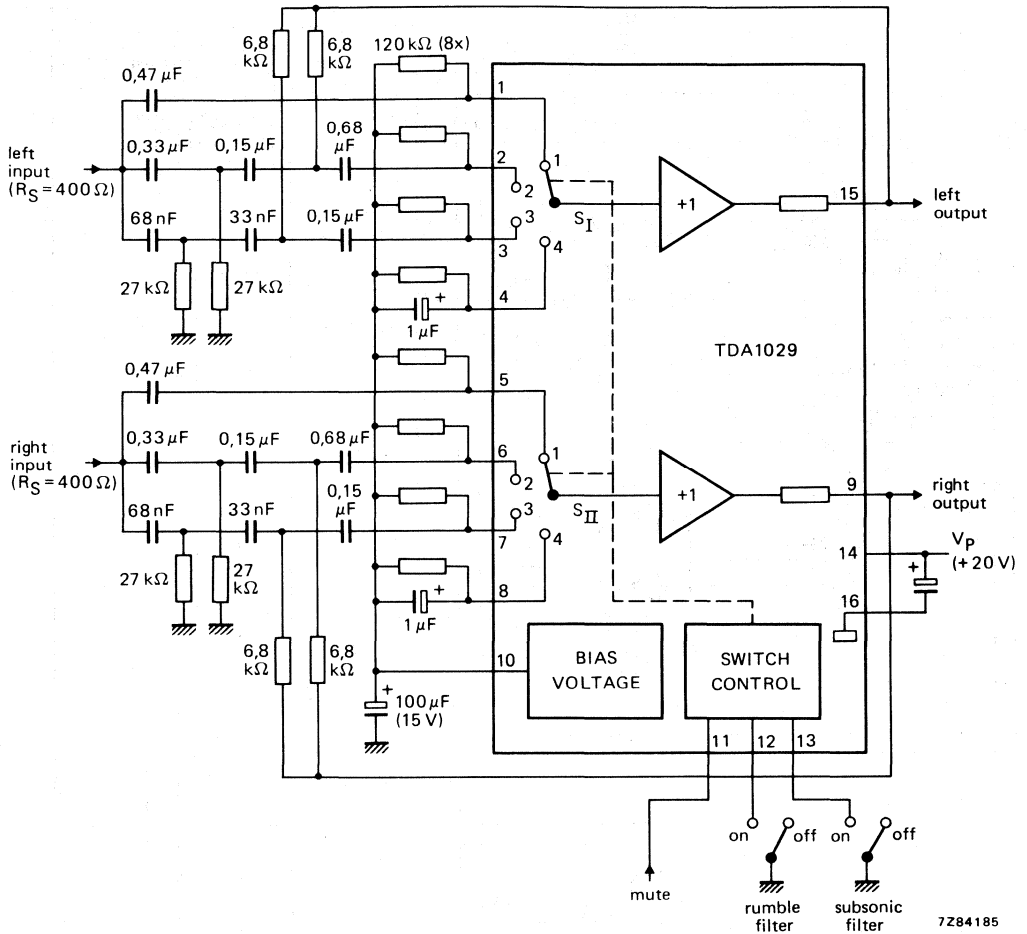 6,8
kΩ
6,8
kΩ
120 kΩ (8x)
0,47 μF
1
0,33 μF
0,15 μF
0,68
μF
2
left
input
(RS = 400 Ω)
1
2
3
4
SI
+1
15
left
output
68 nF
33 nF
0,15 μF
3
27 kΩ
27 kΩ
4
+
1 μF
TDA1029
0,47 μF
5
0,33 μF
0,15 μF
0,68 μF
6
right
input
(RS = 400 Ω)
1
2
3
4
SII
+1
9
right
output
68 nF
33 nF
0,15
μF
7
14
VP
(+ 20 V)
+
27 kΩ
27
kΩ
8
+
1 μF
16
6,8
kΩ
6,8
kΩ
10
BIAS
VOLTAGE
SWITCH
CONTROL
+
100 μF
(15 V)
11
12
13
on
off
on
off
mute
rumble
filter
subsonic
filter
7Z84185